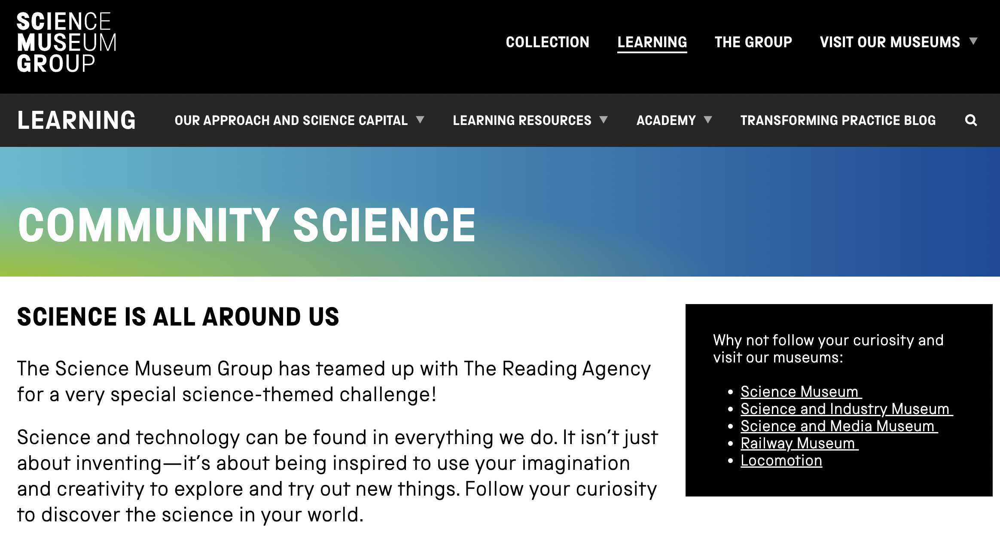 SCIENCE
MUSEUM
GROUP
COLLECTION
LEARNING
THE GROUP
VISIT OUR MUSEUMS
LEARNING
OUR APPROACH AND SCIENCE CAPITAL
LEARNING RESOURCES
ACADEMY
TRANSFORMING PRACTICE BLOG
COMMUNITY SCIENCE
SCIENCE IS ALL AROUND US
The Science Museum Group has teamed up with The Reading Agency
for a very special science-themed challenge!
Science and technology can be found in everything we do. It isn’t just
about inventing—it’s about being inspired to use your imagination
and creativity to explore and try out new things. Follow your curiosity
to discover the science in your world.
Why not follow your curiosity and
visit our museums:
• Science Museum
• Science and Industry Museum
• Science and Media Museum
• Railway Museum
• Locomotion